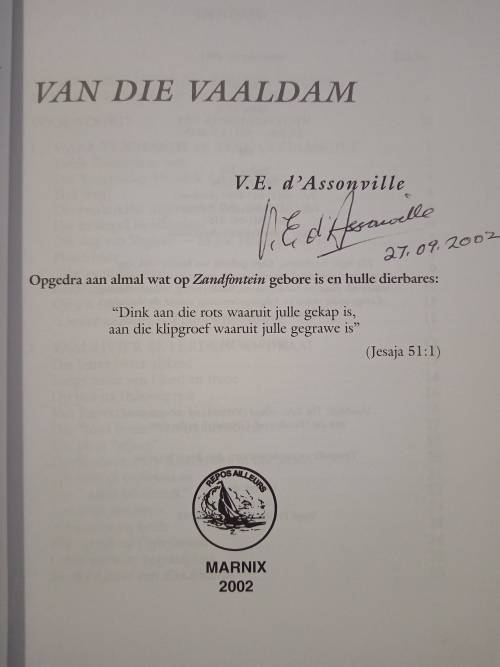 VAN DIE VAALDAM
V.E. d'Assonville
V.E. d'Assonville
27.09.2002
Opgedra aan almal wat op Zandfontein gebore is en hulle dierbares:
"Dink aan die rots waaruit julle gekap is,
aan die klipgroef waaruit julle gegrawe is"
(Jesaja 51:1)
REPOS AILLEURS
MARNIX
2002